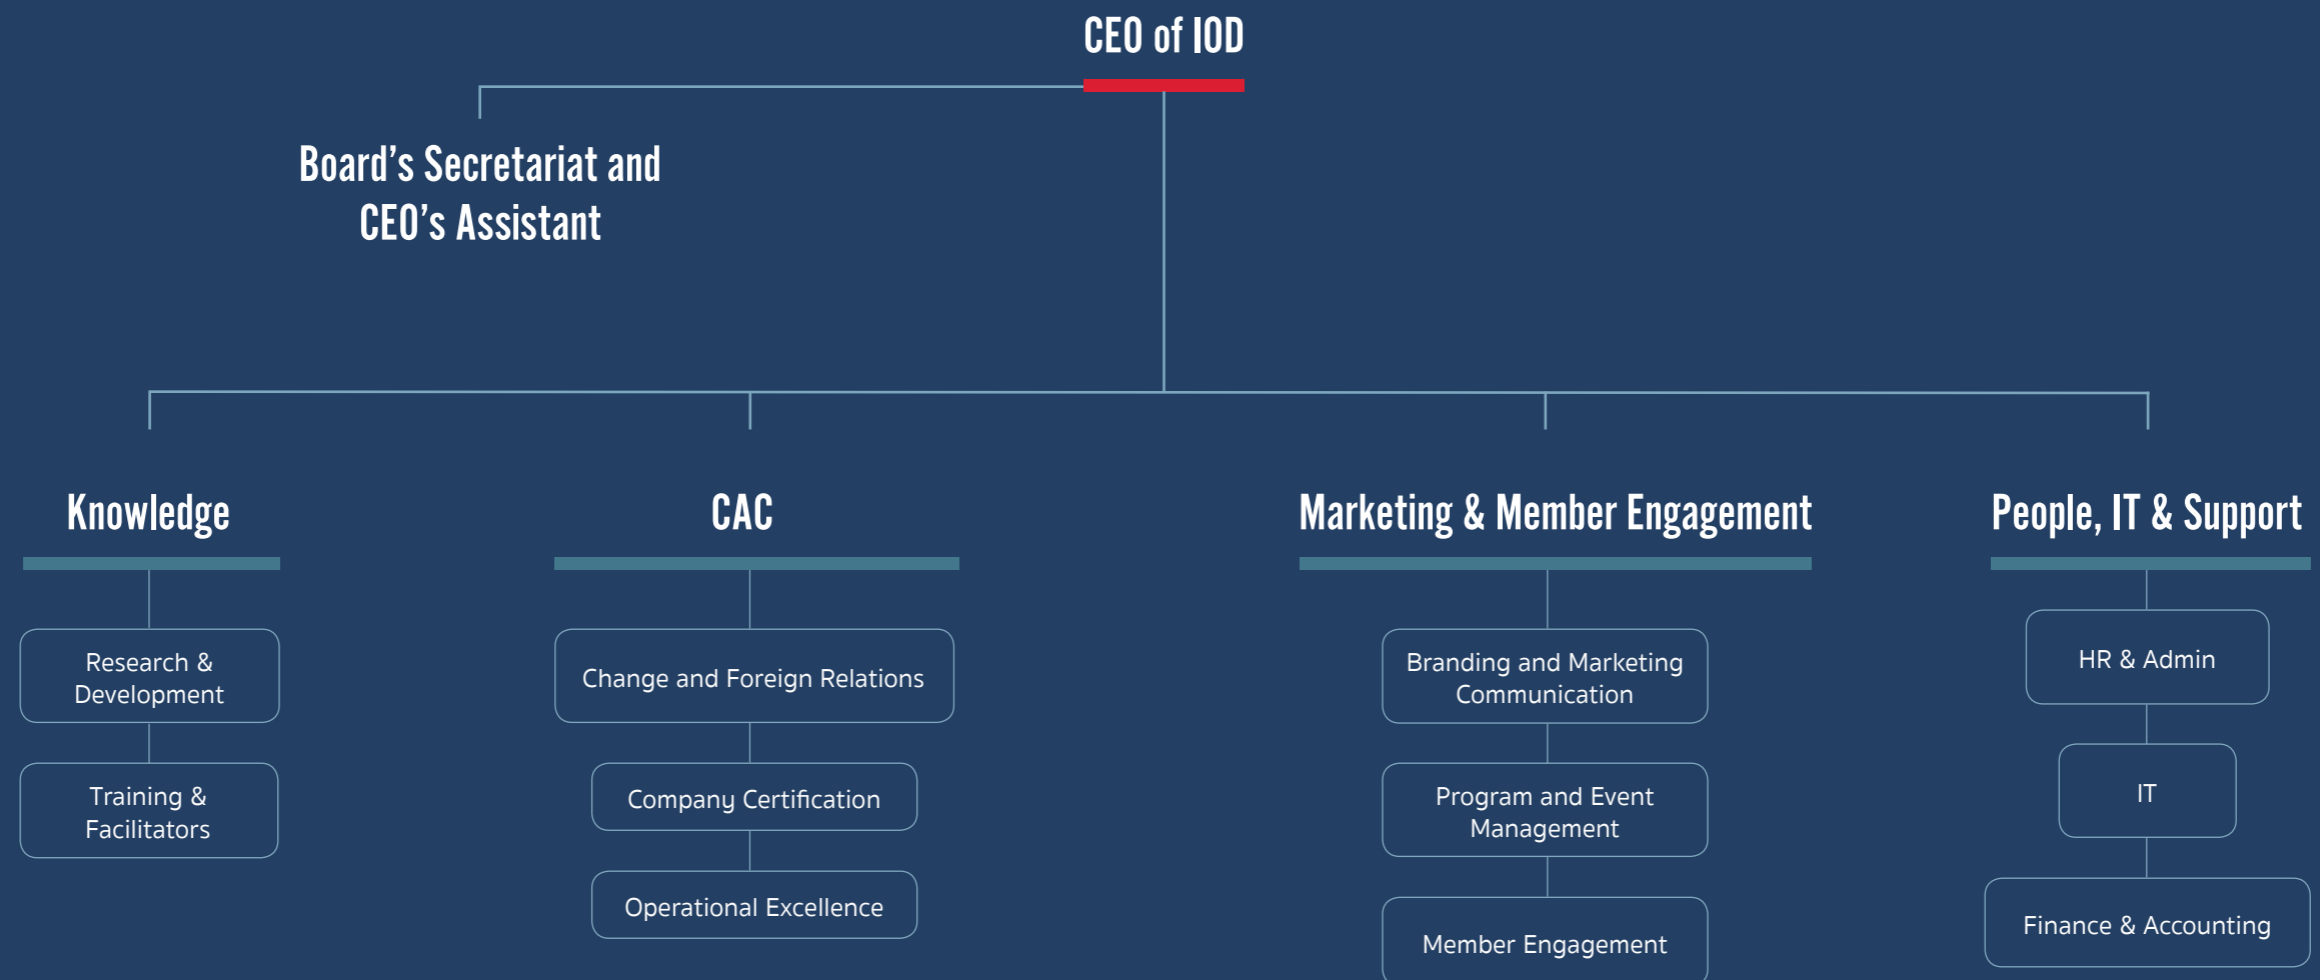 CEO of IOD
Board’s Secretariat and
CEO’s Assistant
Knowledge
Research &
Development
Training &
Facilitators
CAC
Change and Foreign Relations
Company Certification
Operational Excellence
Marketing & Member Engagement
Branding and Marketing
Communication
Program and Event
Management
Member Engagement
People, IT & Support
HR & Admin
IT
Finance & Accounting